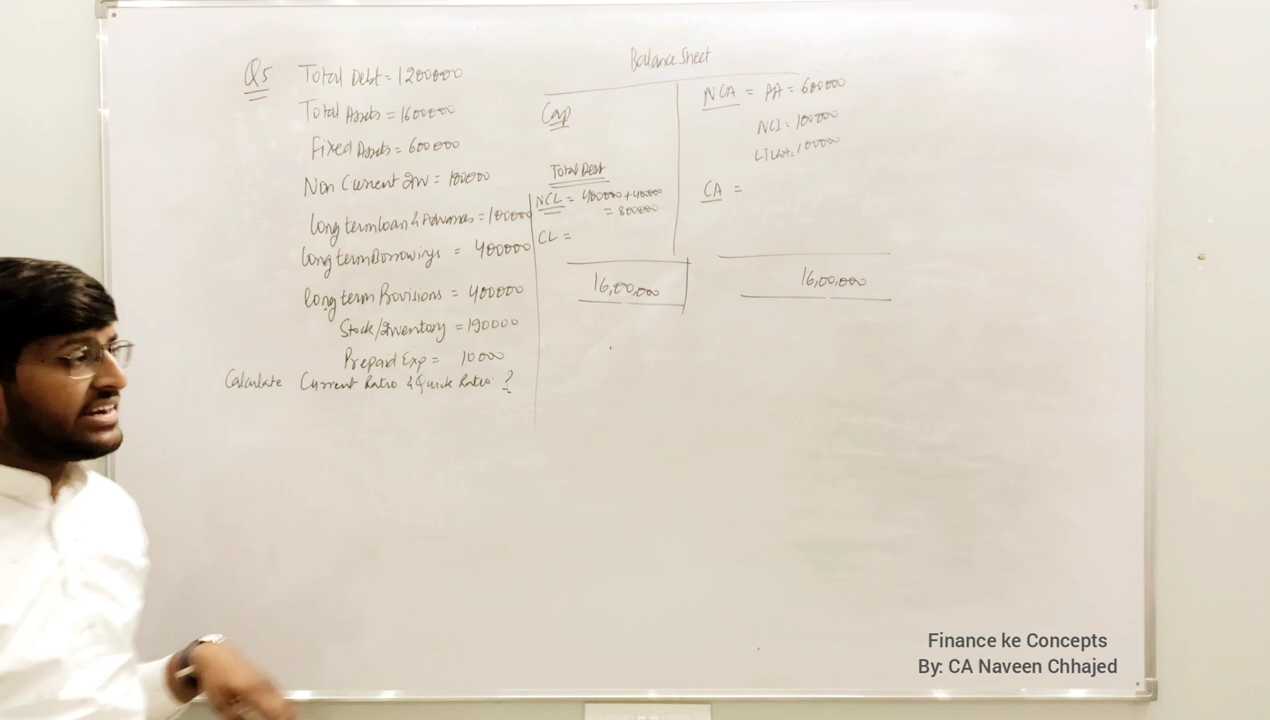 Q5 Total Debt = 1200000
Total Assets = 1600000
Fixed Assets = 600000
Non Current Inv = 100000
Long term loan & Advances = 100000
Long term Borrowings = 400000
Long term Provisions = 400000
Stock/Inventory = 190000
Prepaid Exp = 10000
Calculate Current Ratio & Quick Ratio ?
Balance Sheet
Cap
Total Debt
NCL = 400000 + 400000
= 800000
CL =
16,00,000
NCA = FA = 600000
NCI = 100000
LTL&A = 100000
CA =
16,00,000
Finance ke Concepts
By: CA Naveen Chhajed